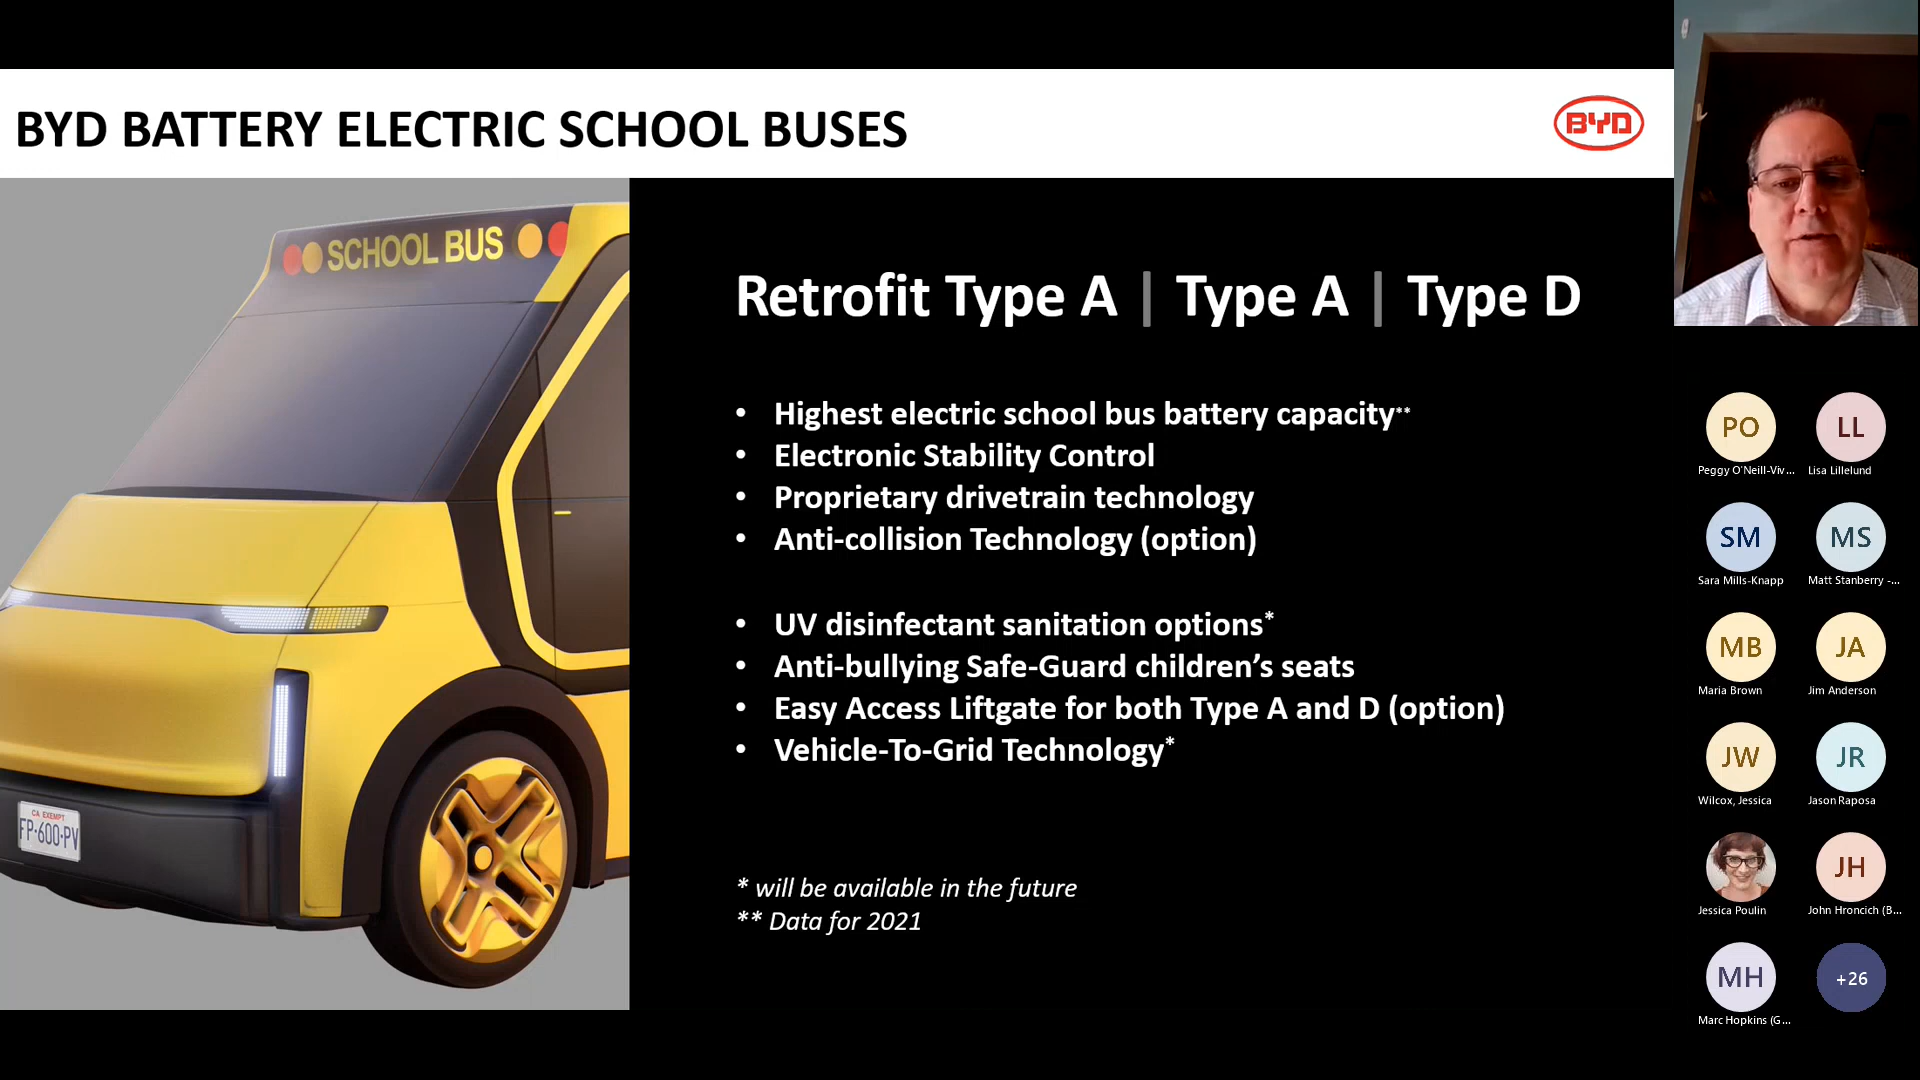 BYD BATTERY ELECTRIC SCHOOL BUSES
BYD
SCHOOL BUS
CA EXEMPT
FP·600·PV
Retrofit Type A | Type A | Type D
• Highest electric school bus battery capacity**
• Electronic Stability Control
• Proprietary drivetrain technology
• Anti-collision Technology (option)
• UV disinfectant sanitation options*
• Anti-bullying Safe-Guard children’s seats
• Easy Access Liftgate for both Type A and D (option)
• Vehicle-To-Grid Technology*
* will be available in the future
** Data for 2021
PO
LL
Peggy O'Neill-Viv...
Lisa Lillelund
SM
MS
Sara Mills-Knapp
Matt Stanberry -...
MB
JA
Maria Brown
Jim Anderson
JW
JR
Wilcox, Jessica
Jason Raposa
JH
Jessica Poulin
John Hroncich (B...
MH
+26
Marc Hopkins (G...